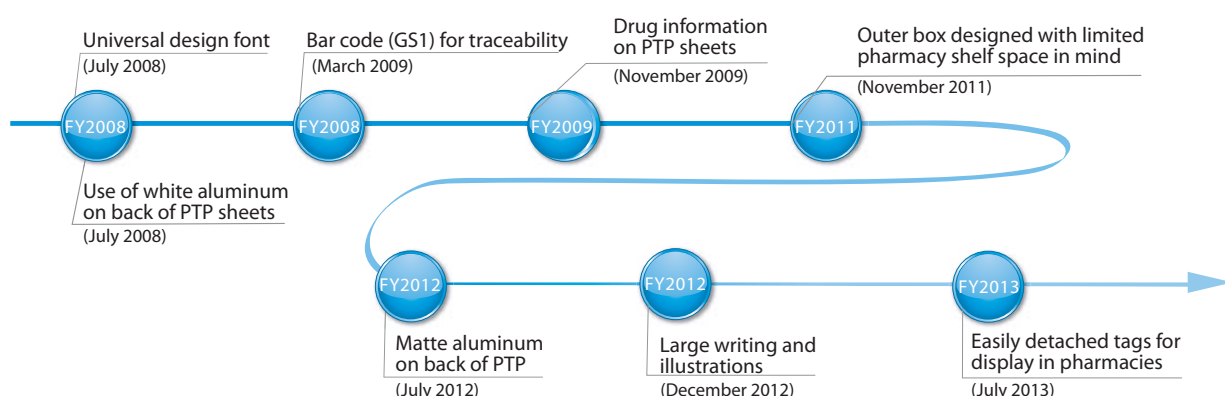 Universal design font
(July 2008)
FY2008
Use of white aluminum
on back of PTP sheets
(July 2008)
Bar code (GS1) for traceability
(March 2009)
FY2008
Drug information
on PTP sheets
(November 2009)
FY2009
Outer box designed with limited
pharmacy shelf space in mind
(November 2011)
FY2011
FY2012
Matte aluminum
on back of PTP
(July 2012)
FY2012
Large writing and
illustrations
(December 2012)
FY2013
Easily detached tags for
display in pharmacies
(July 2013)